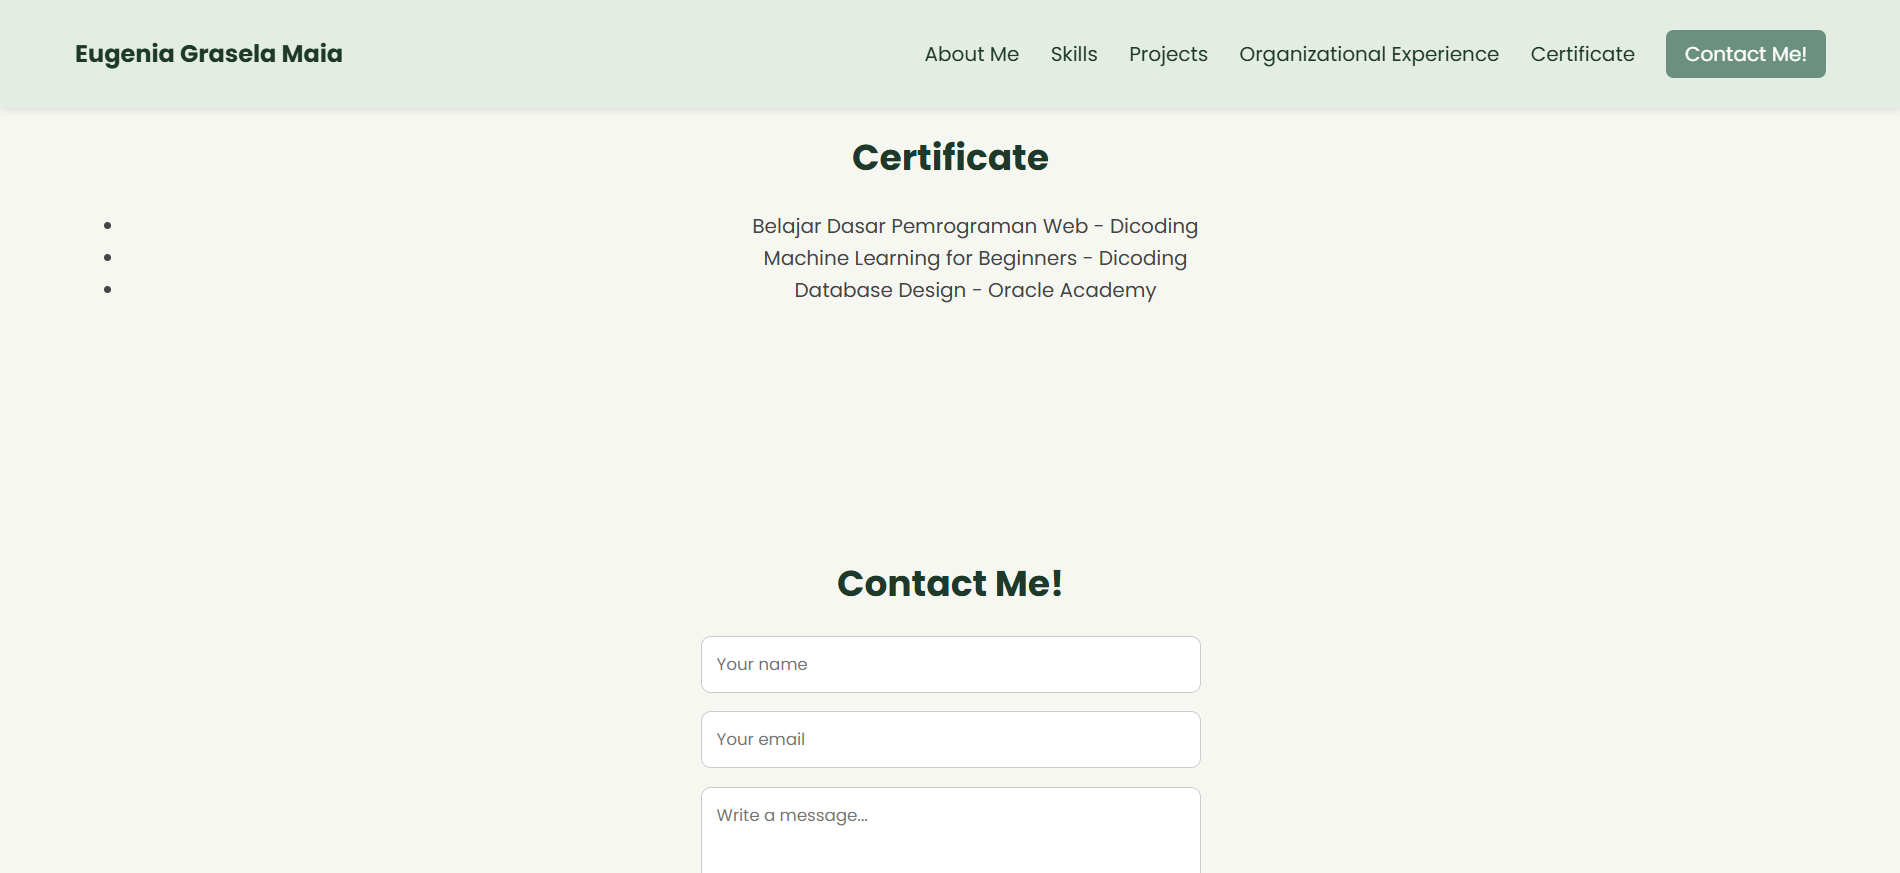 Eugenia Grasela Maia
About Me Skills Projects Organizational Experience Certificate Contact Me!
Certificate
• Belajar Dasar Pemrograman Web - Dicoding
• Machine Learning for Beginners - Dicoding
• Database Design - Oracle Academy
Contact Me!
Your name
Your email
Write a message...